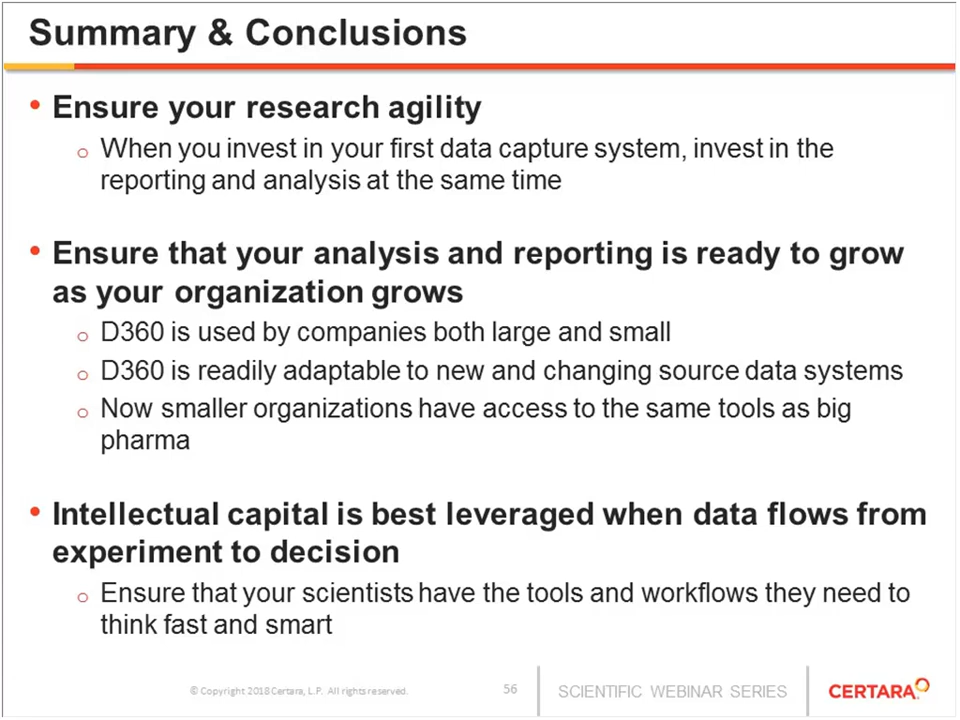 Summary & Conclusions
• Ensure your research agility
o When you invest in your first data capture system, invest in the
reporting and analysis at the same time
• Ensure that your analysis and reporting is ready to grow
as your organization grows
o D360 is used by companies both large and small
o D360 is readily adaptable to new and changing source data systems
o Now smaller organizations have access to the same tools as big
pharma
• Intellectual capital is best leveraged when data flows from
experiment to decision
o Ensure that your scientists have the tools and workflows they need to
think fast and smart
© Copyright 2018 Certara, L.P. All rights reserved.
56
SCIENTIFIC WEBINAR SERIES
CERTARA